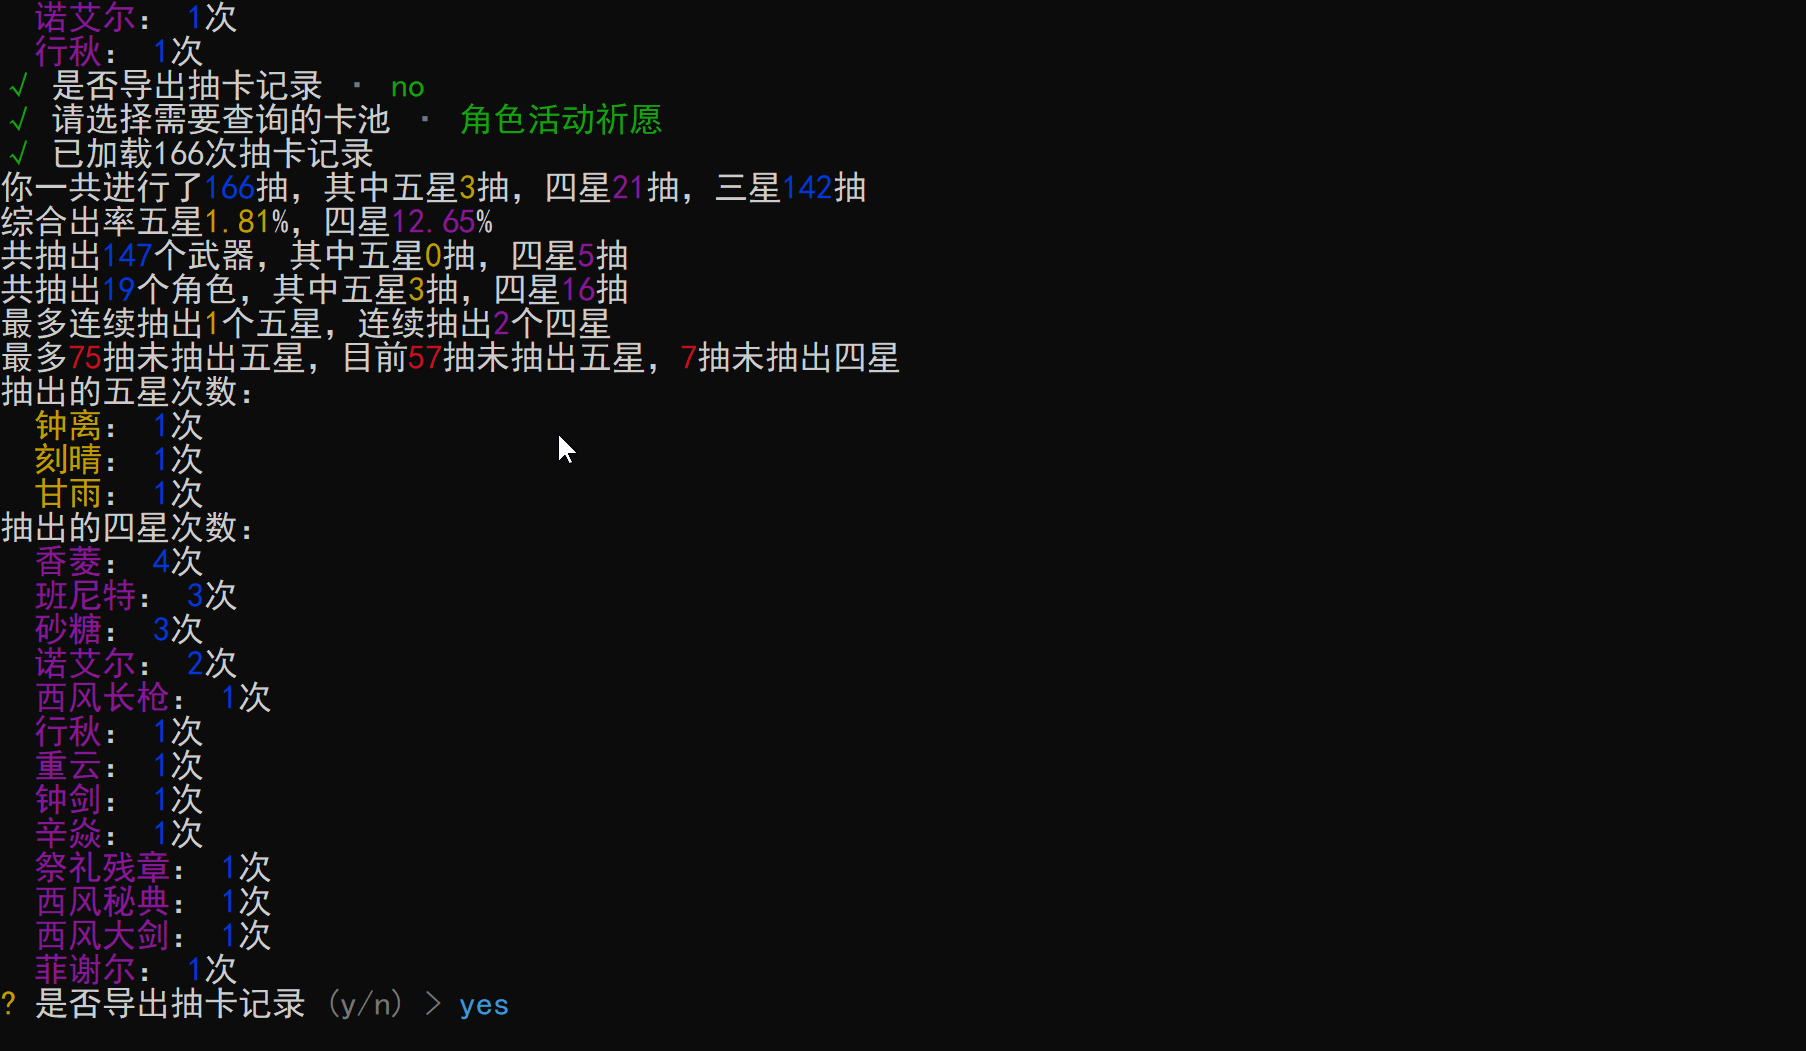 诺艾尔： 1次
行秋： 1次
√ 是否导出抽卡记录 · no
√ 请选择需要查询的卡池 · 角色活动祈愿
√ 已加载166次抽卡记录
你一共进行了166抽，其中五星3抽，四星21抽，三星142抽
综合出率五星1.81%，四星12.65%
共抽出147个武器，其中五星0抽，四星5抽
共抽出19个角色，其中五星3抽，四星16抽
最多连续抽出1个五星，连续抽出2个四星
最多75抽未抽出五星，目前57抽未抽出五星，7抽未抽出四星
抽出的五星次数：
钟离： 1次
刻晴： 1次
甘雨： 1次
抽出的四星次数：
香菱： 4次
班尼特： 3次
砂糖： 3次
诺艾尔： 2次
西风长枪： 1次
行秋： 1次
重云： 1次
钟剑： 1次
辛焱： 1次
祭礼残章： 1次
西风秘典： 1次
西风大剑： 1次
菲谢尔： 1次
? 是否导出抽卡记录 (y/n) > yes